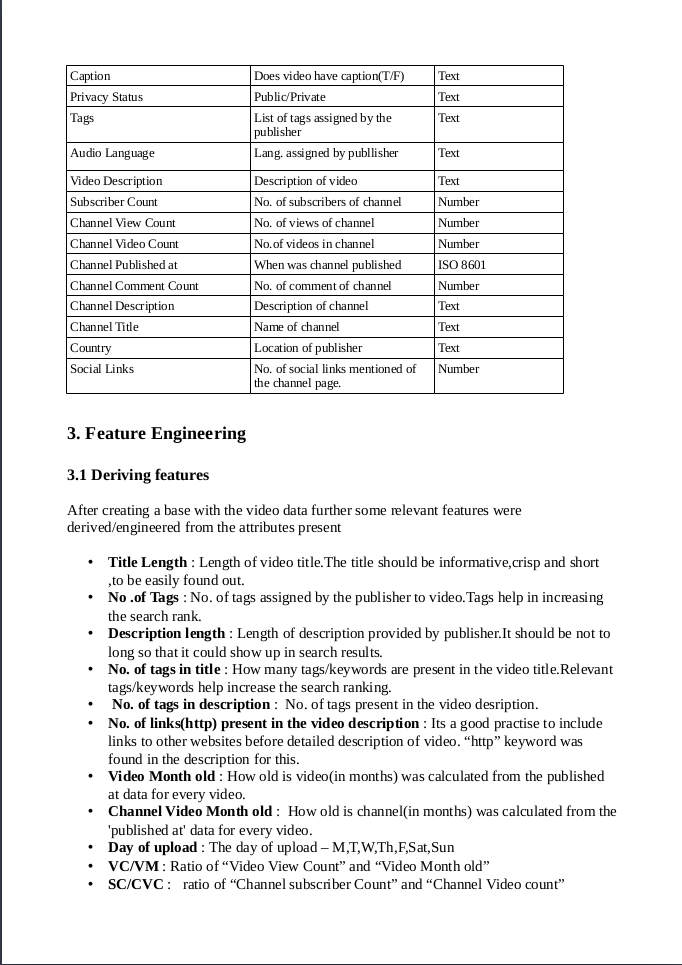 Caption Does video have caption(T/F) Text
Privacy Status Public/Private Text
Tags List of tags assigned by the Text
publisher
Audio Language Lang. assigned by publlisher Text
Video Description Description of video Text
Subscriber Count No. of subscribers of channel Number
Channel View Count No. of views of channel Number
Channel Video Count No.of videos in channel Number
Channel Published at When was channel published ISO 8601
Channel Comment Count No. of comment of channel Number
Channel Description Description of channel Text
Channel Title Name of channel Text
Country Location of publisher Text
Social Links No. of social links mentioned of Number
the channel page.
3. Feature Engineering
3.1 Deriving features
After creating a base with the video data further some relevant features were
derived/engineered from the attributes present
• Title Length : Length of video title.The title should be informative,crisp and short
,to be easily found out.
• No .of Tags : No. of tags assigned by the publisher to video.Tags help in increasing
the search rank.
• Description length : Length of description provided by publisher.It should be not to
long so that it could show up in search results.
• No. of tags in title : How many tags/keywords are present in the video title.Relevant
tags/keywords help increase the search ranking.
• No. of tags in description : No. of tags present in the video desription.
• No. of links(http) present in the video description : Its a good practise to include
links to other websites before detailed description of video. “http” keyword was
found in the description for this.
• Video Month old : How old is video(in months) was calculated from the published
at data for every video.
• Channel Video Month old : How old is channel(in months) was calculated from the
'published at' data for every video.
• Day of upload : The day of upload – M,T,W,Th,F,Sat,Sun
• VC/VM : Ratio of “Video View Count” and “Video Month old”
• SC/CVC : ratio of “Channel subscriber Count” and “Channel Video count”